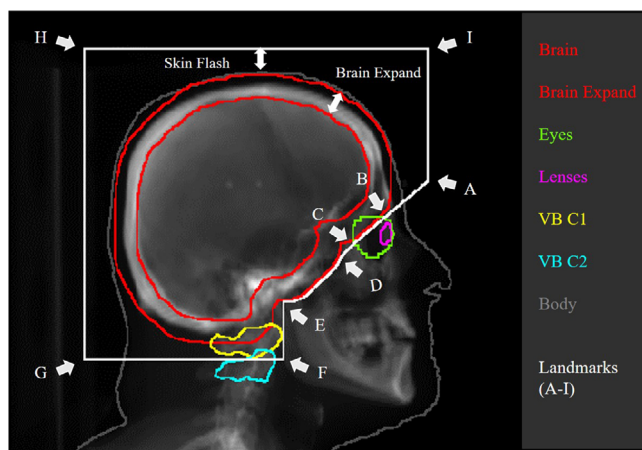 H
I
Skin Flash
Brain Expand
B
A
C
D
E
G
F
Brain
Brain Expand
Eyes
Lenses
VB C1
VB C2
Body
Landmarks
(A-I)